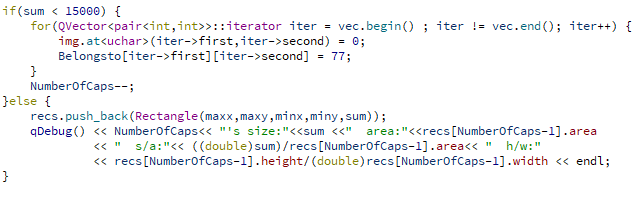 if(sum < 15000) {
    for(QVector<pair<int,int>>::iterator iter = vec.begin() ; iter != vec.end(); iter++) {
        img.at<uchar>(iter->first,iter->second) = 0;
        Belongsto[iter->first][iter->second] = 77;
    }
    NumberOfCaps--;
}else {
    recs.push_back(Rectangle(maxx,maxy,minx,miny,sum));
    qDebug() << NumberOfCaps<< "'s size:"<<sum <<"  area:"<<recs[NumberOfCaps-1].area
             << "  s/a:"<< ((double)sum)/recs[NumberOfCaps-1].area<< "  h/w:"
             << recs[NumberOfCaps-1].height/(double)recs[NumberOfCaps-1].width << endl;
}